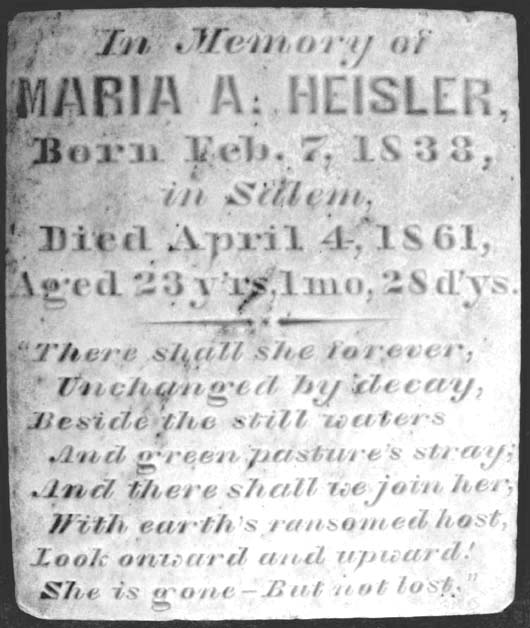 In Memory of
MARIA A. HEISLER,
Born Feb. 7, 1838,
in Salem,
Died April 4, 1861,
Aged 23 y'rs, 1 mo, 28 d'ys.
"There shall she forever,
Unchanged by decay,
Beside the still waters
And green pasture's stray;
And there shall we join her,
With earth's ransomed host,
Look onward and upward!
She is gone – But not lost."